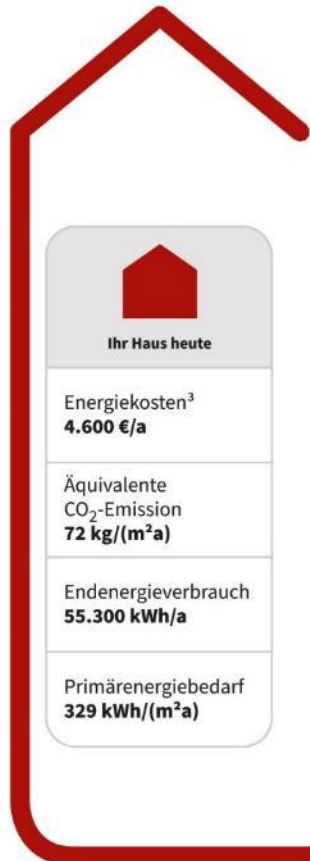 Ihr Haus heute
Energiekosten³
4.600 €/a
Äquivalente
CO₂-Emission
72 kg/(m²a)
Endenergieverbrauch
55.300 kWh/a
Primärenergiebedarf
329 kWh/(m²a)